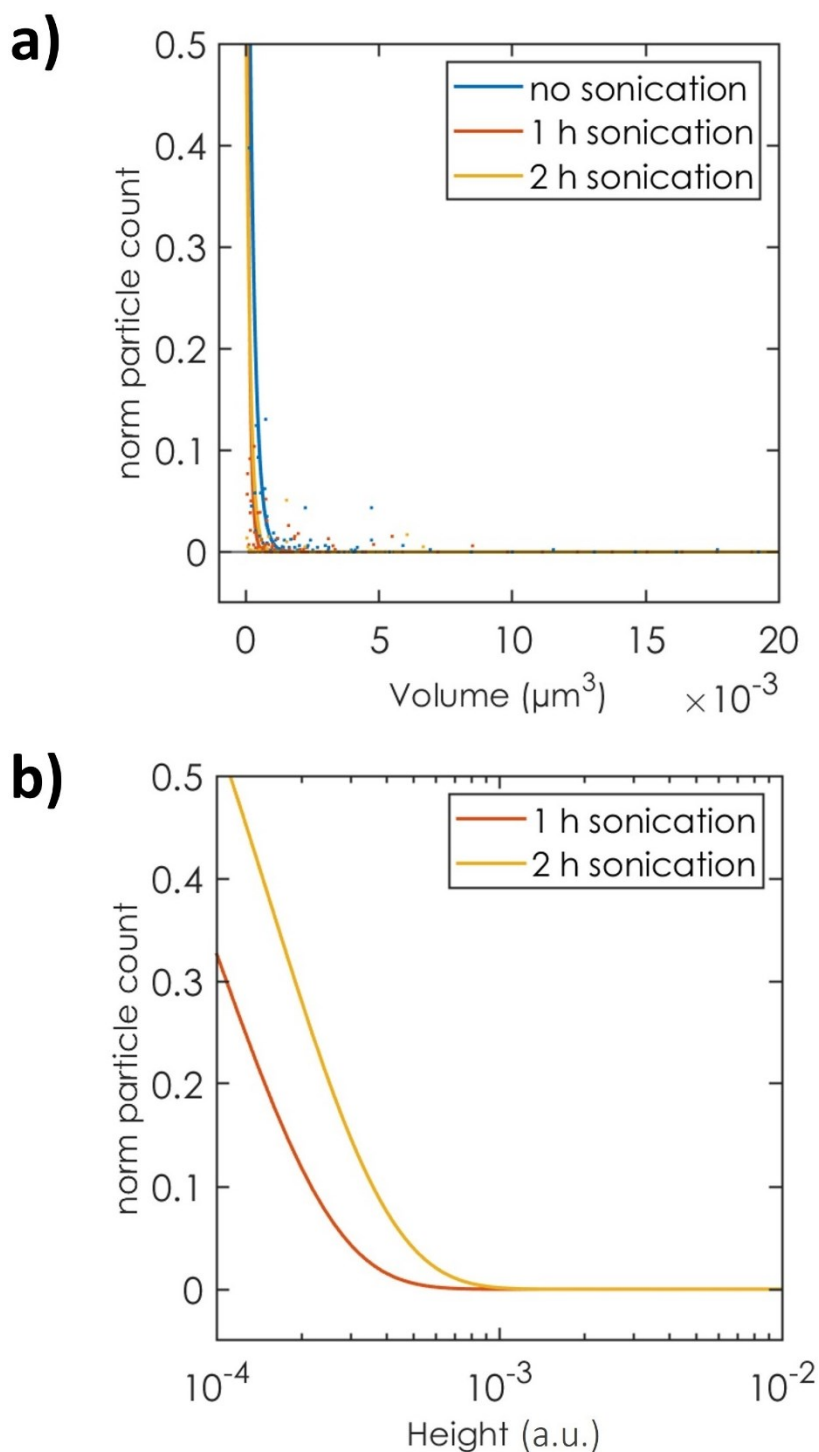 a)
0.5
0.4
0.3
0.2
0.1
0
norm particle count
no sonication
1 h sonication
2 h sonication
0 5 10 15 20
Volume (µm³) ×10⁻³
b)
0.5
0.4
0.3
0.2
0.1
0
norm particle count
1 h sonication
2 h sonication
10⁻⁴ 10⁻³ 10⁻²
Height (a.u.)